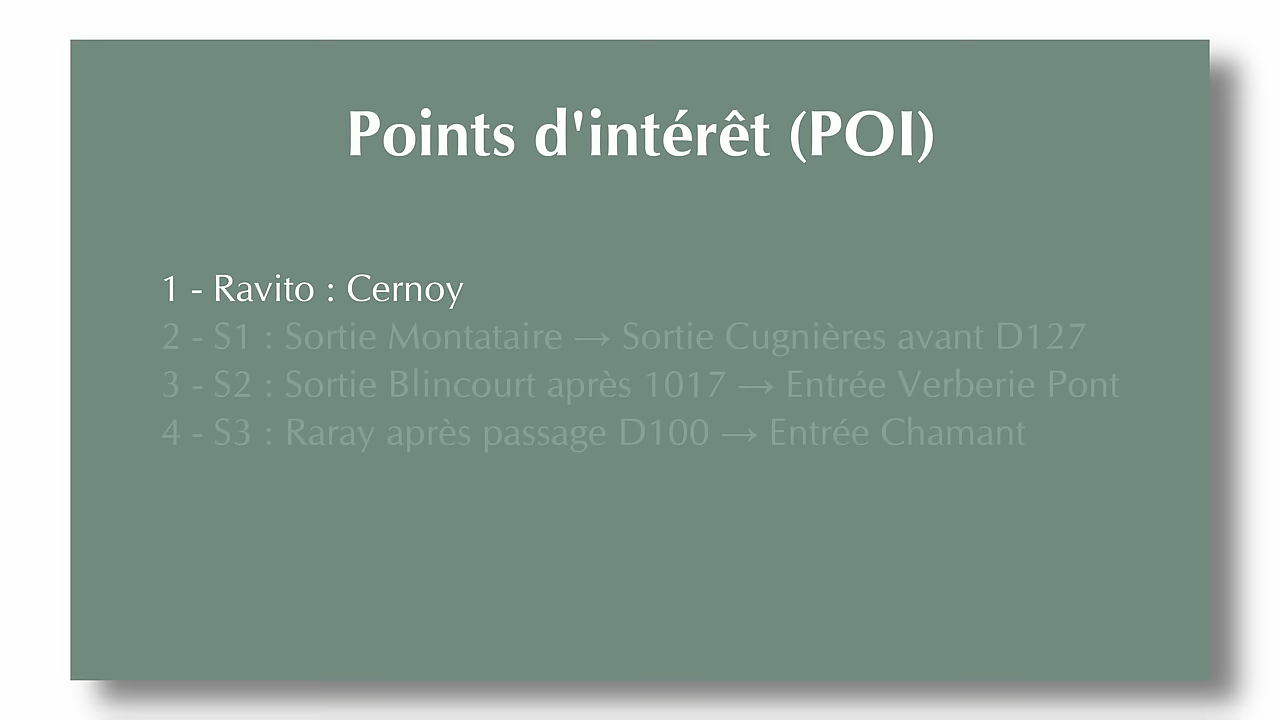 Points d'intérêt (POI)
1 - Ravito : Cernoy
2 - S1 : Sortie Montataire → Sortie Cugnières avant D127
3 - S2 : Sortie Blincourt après 1017 → Entrée Verberie Pont
4 - S3 : Raray après passage D100 → Entrée Chamant